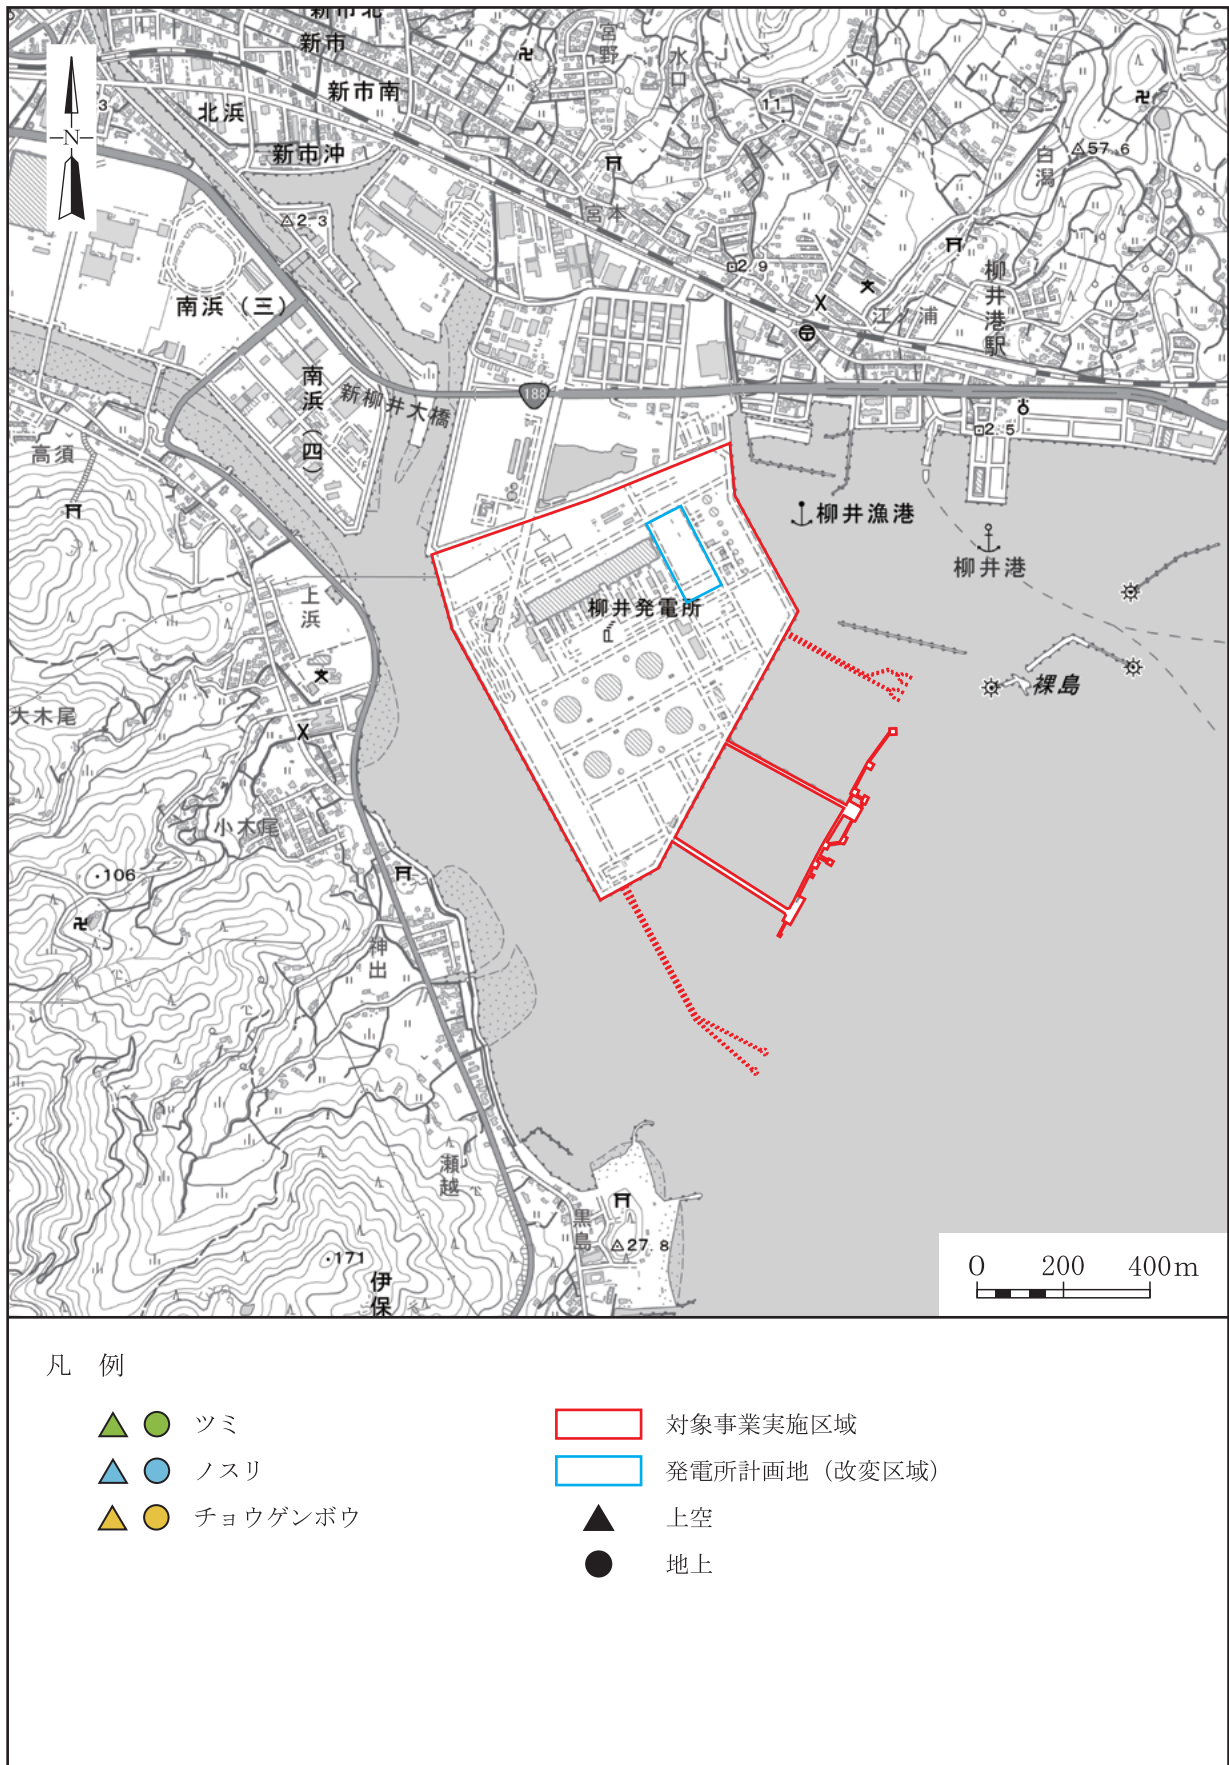 新市北
新市
新市南
北浜
新市沖
宮野
水口
11
白潟
57.6
3
N
2.3
宮本
2.9
江ノ浦
柳井港駅
南浜（三）
南浜（四）
新柳井大橋
188
2.5
高須
柳井漁港
柳井港
上浜
柳井発電所
裸島
大木尾
小木尾
106
神出
瀬越
黒島
27.8
171
伊保
0 200 400m
凡 例
ツミ
ノスリ
チョウゲンボウ
対象事業実施区域
発電所計画地（改変区域）
上空
地上